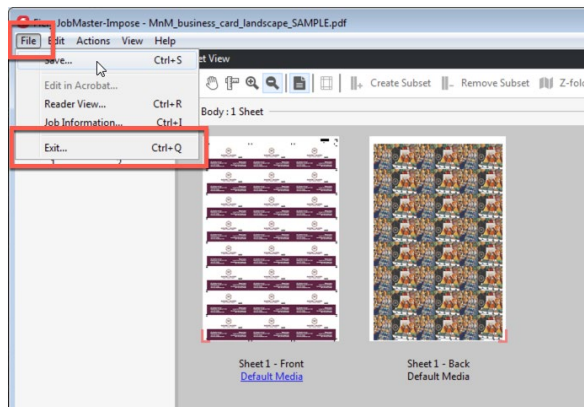 JobMaster-Impose - MnM_business_card_landscape_SAMPLE.pdf
File Edit Actions View Help
Save... Ctrl+S
Edit in Acrobat...
Reader View... Ctrl+R
Job Information... Ctrl+I
Exit... Ctrl+Q
et View
Create Subset Remove Subset Z-fold
Body : 1 Sheet
Sheet 1 - Front
Default Media
Sheet 1 - Back
Default Media